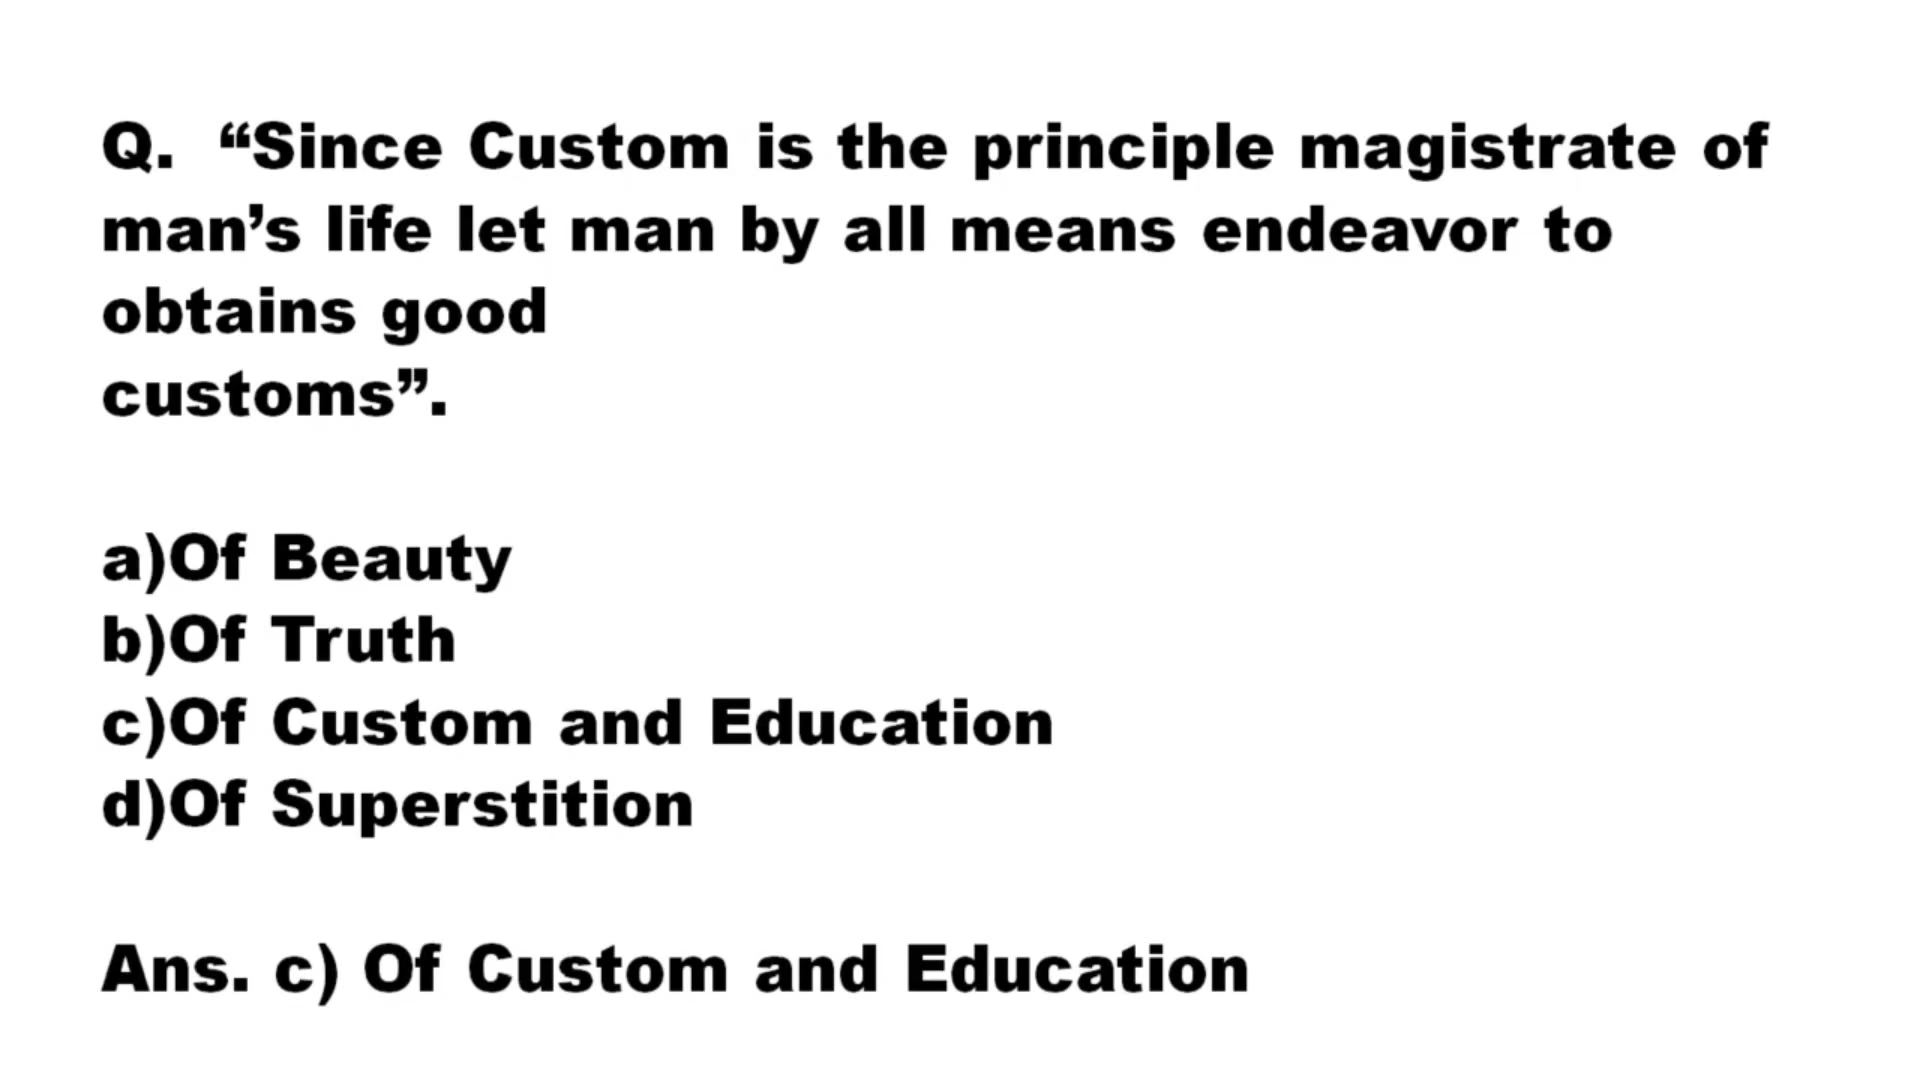 Q. “Since Custom is the principle magistrate of
man’s life let man by all means endeavor to
obtains good
customs”.
a)Of Beauty
b)Of Truth
c)Of Custom and Education
d)Of Superstition
Ans. c) Of Custom and Education